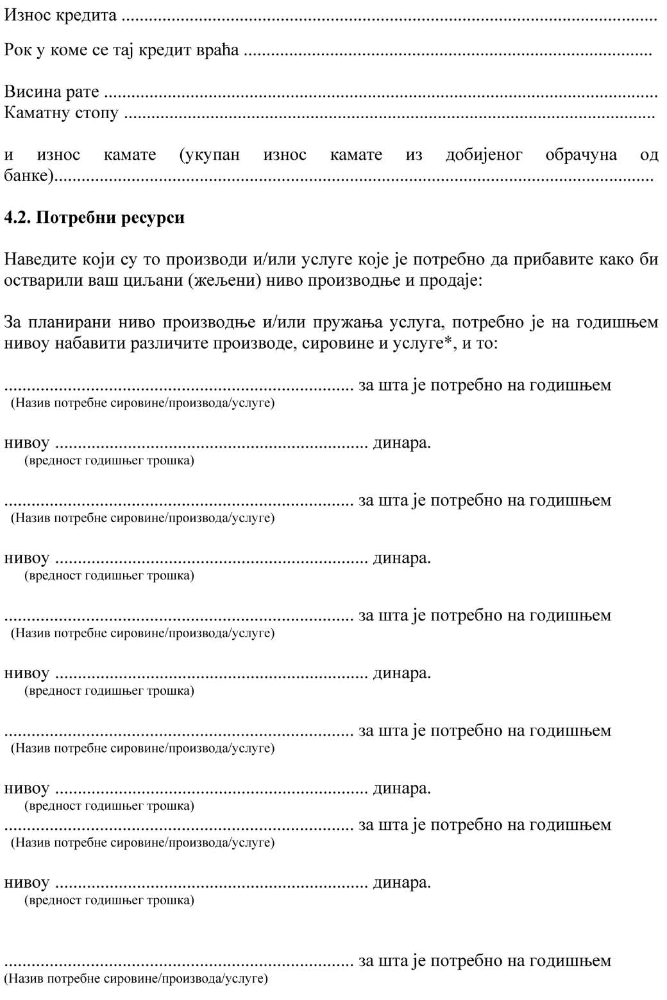 Износ кредита ......................................................................................................................
Рок у коме се тај кредит враћа ..........................................................................................
Висина рате ..........................................................................................................................
Каматну стопу .....................................................................................................................
и износ камате (укупан износ камате из добијеног обрачуна од
банке)....................................................................................................................................
4.2. Потребни ресурси
Наведите који су то производи и/или услуге које је потребно да прибавите како би
остварили ваш циљани (жељени) ниво производње и продаје:
За планирани ниво производње и/или пружања услуга, потребно је на годишњем
нивоу набавити различите производе, сировине и услуге*, и то:
............................................................................. за шта је потребно на годишњем
(Назив потребне сировине/производа/услуге)
нивоу ..................................................................... динара.
(вредност годишњег трошка)
............................................................................. за шта је потребно на годишњем
(Назив потребне сировине/производа/услуге)
нивоу ..................................................................... динара.
(вредност годишњег трошка)
............................................................................. за шта је потребно на годишњем
(Назив потребне сировине/производа/услуге)
нивоу ..................................................................... динара.
(вредност годишњег трошка)
............................................................................. за шта је потребно на годишњем
(Назив потребне сировине/производа/услуге)
нивоу ..................................................................... динара.
(вредност годишњег трошка)
............................................................................. за шта је потребно на годишњем
(Назив потребне сировине/производа/услуге)
нивоу ..................................................................... динара.
(вредност годишњег трошка)
............................................................................. за шта је потребно на годишњем
(Назив потребне сировине/производа/услуге)